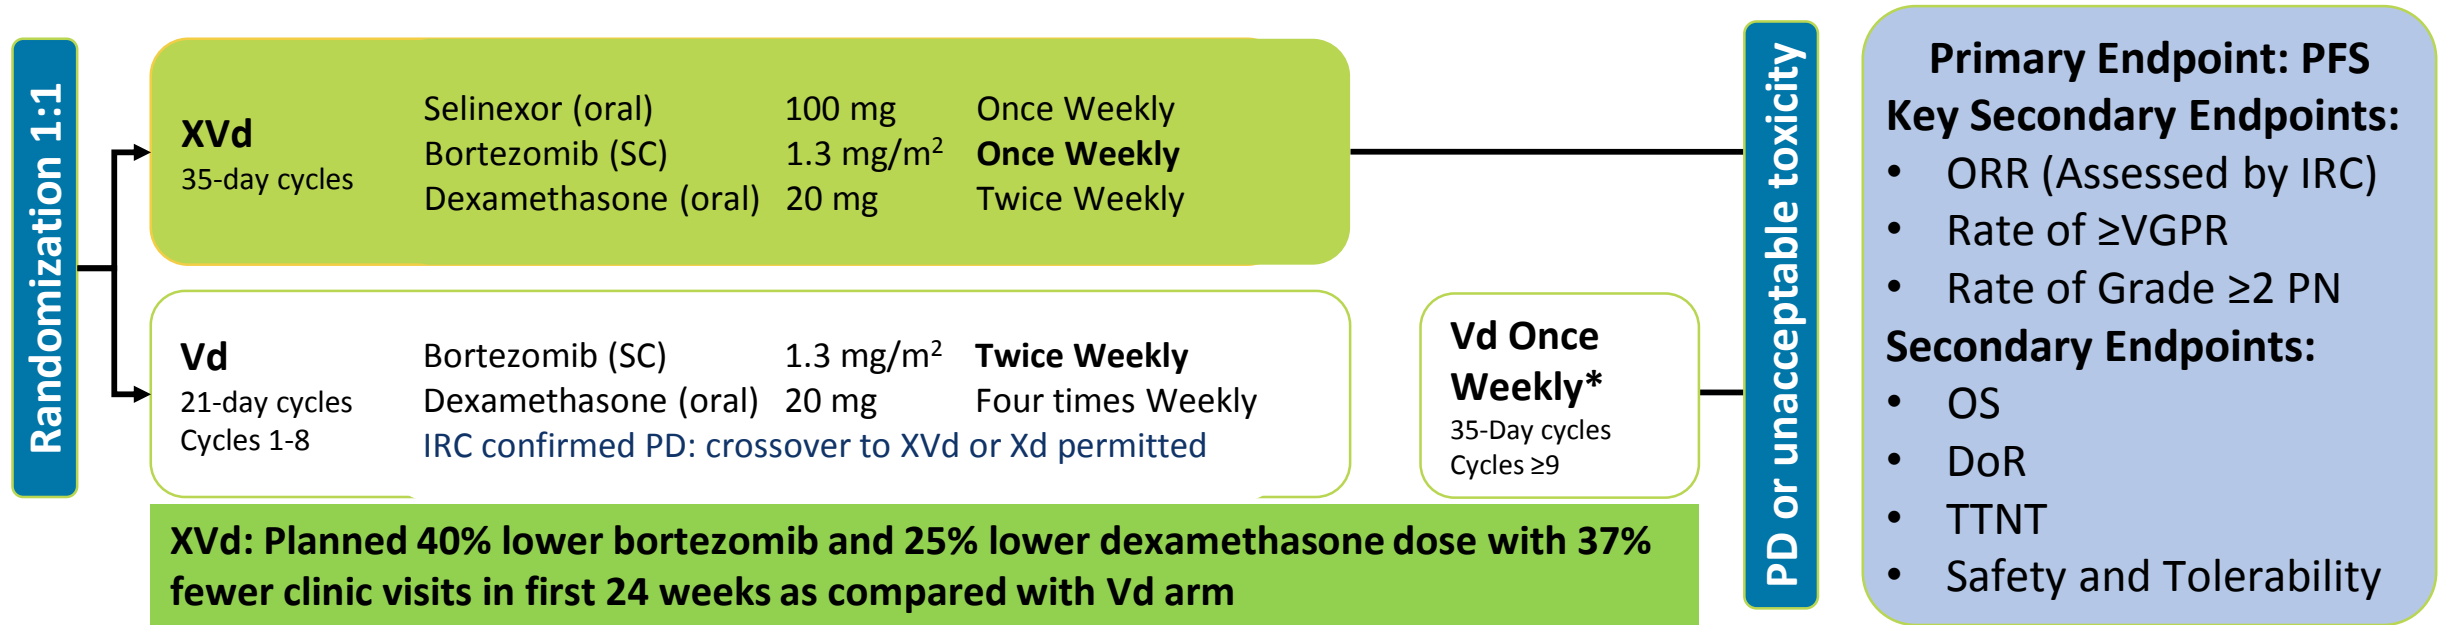 Randomization 1:1
XVd
35-day cycles
Selinexor (oral) 100 mg Once Weekly
Bortezomib (SC) 1.3 mg/m² Once Weekly
Dexamethasone (oral) 20 mg Twice Weekly
Vd
21-day cycles
Cycles 1-8
Bortezomib (SC) 1.3 mg/m² Twice Weekly
Dexamethasone (oral) 20 mg Four times Weekly
IRC confirmed PD: crossover to XVd or Xd permitted
Vd Once
Weekly*
35-Day cycles
Cycles ≥9
XVd: Planned 40% lower bortezomib and 25% lower dexamethasone dose with 37%
fewer clinic visits in first 24 weeks as compared with Vd arm
PD or unacceptable toxicity
Primary Endpoint: PFS
Key Secondary Endpoints:
• ORR (Assessed by IRC)
• Rate of ≥VGPR
• Rate of Grade ≥2 PN
Secondary Endpoints:
• OS
• DoR
• TTNT
• Safety and Tolerability